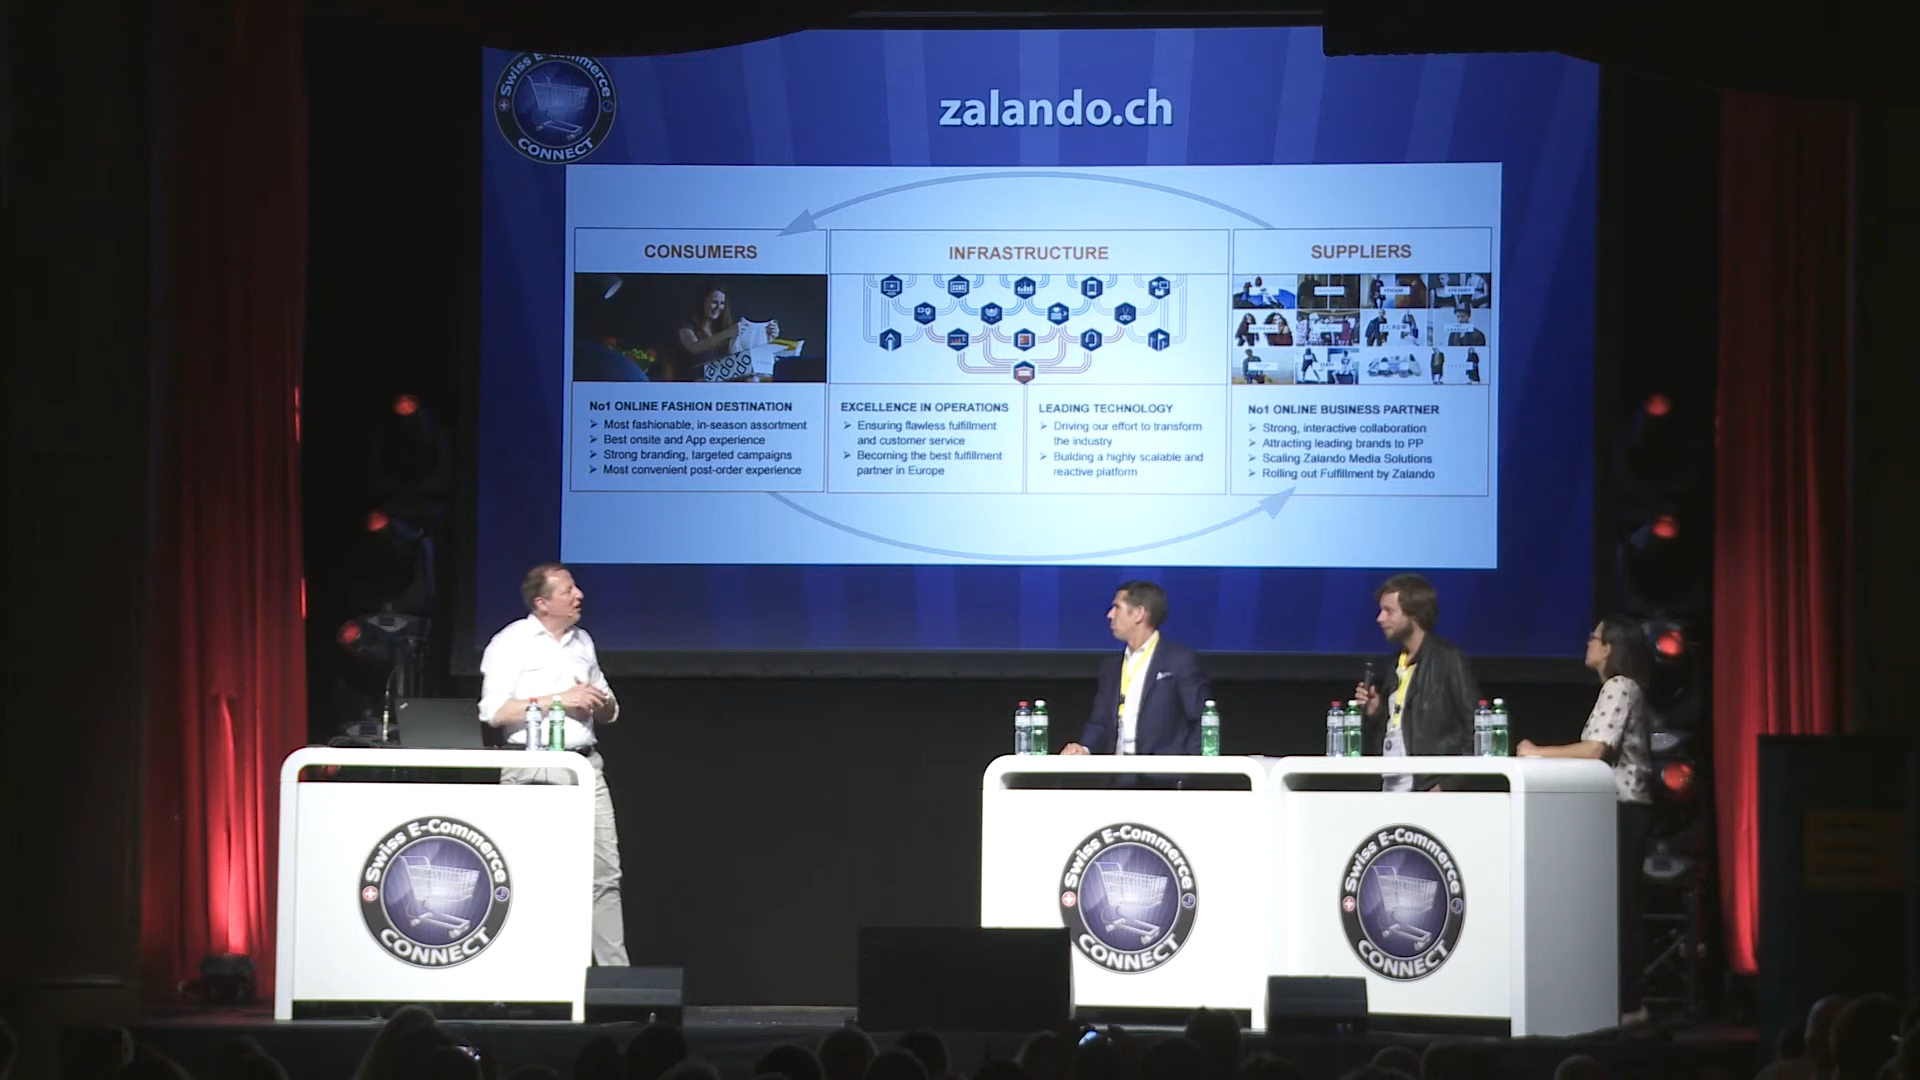 Swiss E-Commerce
CONNECT
zalando.ch
CONSUMERS
INFRASTRUCTURE
SUPPLIERS
No1 ONLINE FASHION DESTINATION
➢ Most fashionable, in-season assortment
➢ Best onsite and App experience
➢ Strong branding, targeted campaigns
➢ Most convenient post-order experience
EXCELLENCE IN OPERATIONS
➢ Ensuring flawless fulfillment
and customer service
➢ Becoming the best fulfillment
partner in Europe
LEADING TECHNOLOGY
➢ Driving our effort to transform
the industry
➢ Building a highly scalable and
reactive platform
No1 ONLINE BUSINESS PARTNER
➢ Strong, interactive collaboration
➢ Attracting leading brands to PP
➢ Scaling Zalando Media Solutions
➢ Rolling out Fulfillment by Zalando
Swiss E-Commerce
CONNECT
Swiss E-Commerce
CONNECT
Swiss E-Commerce
CONNECT